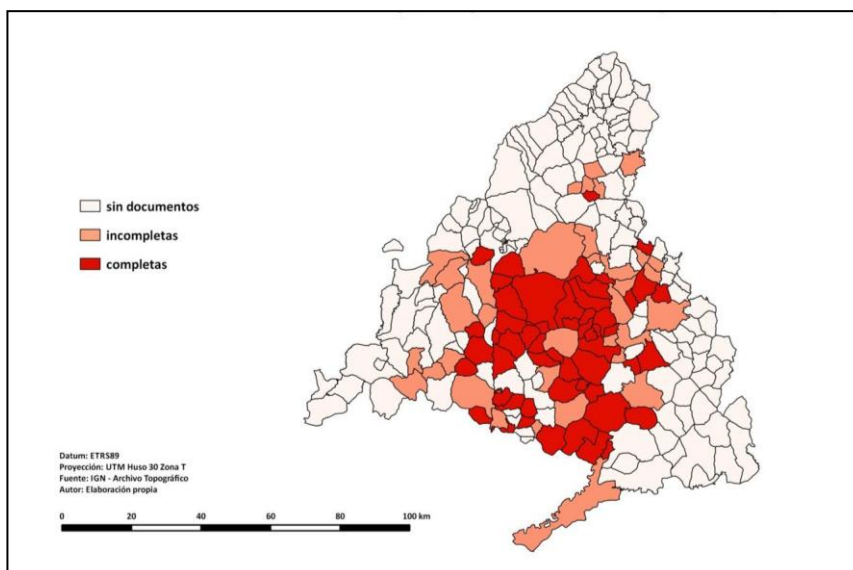 sin documentos
incompletas
completas
Datum: ETRS89
Proyección: UTM Huso 30 Zona T
Fuente: IGN - Archivo Topográfico
Autor: Elaboración propia
0 20 40 60 80 100 km